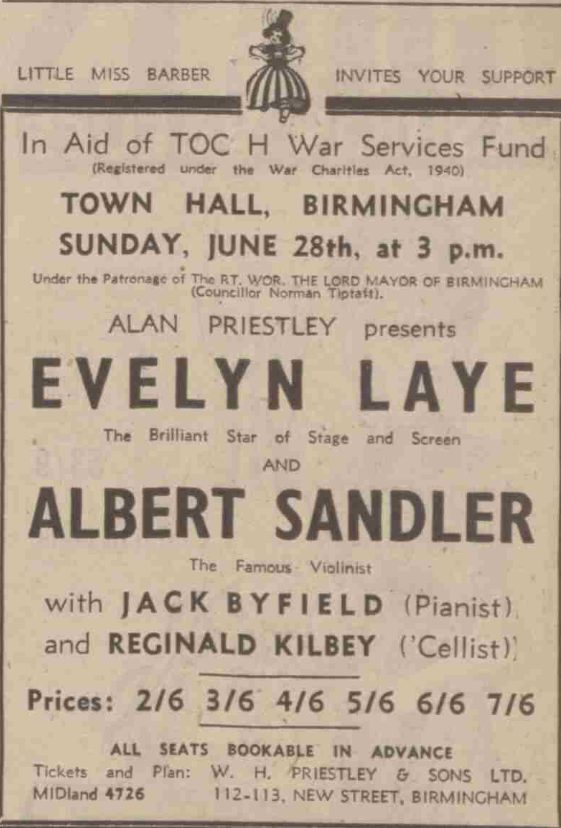 LITTLE MISS BARBER INVITES YOUR SUPPORT
In Aid of TOC H War Services Fund
(Registered under the War Charities Act, 1940)
TOWN HALL, BIRMINGHAM
SUNDAY, JUNE 28th, at 3 p.m.
Under the Patronage of The RT. WOR. THE LORD MAYOR OF BIRMINGHAM
(Councillor Norman Tiptaft).
ALAN PRIESTLEY presents
EVELYN LAYE
The Brilliant Star of Stage and Screen
AND
ALBERT SANDLER
The Famous Violinist
with JACK BYFIELD (Pianist)
and REGINALD KILBEY ('Cellist)
Prices: 2/6 3/6 4/6 5/6 6/6 7/6
ALL SEATS BOOKABLE IN ADVANCE
Tickets and Plan: W. H. PRIESTLEY & SONS LTD.
MIDland 4726 112-113, NEW STREET, BIRMINGHAM